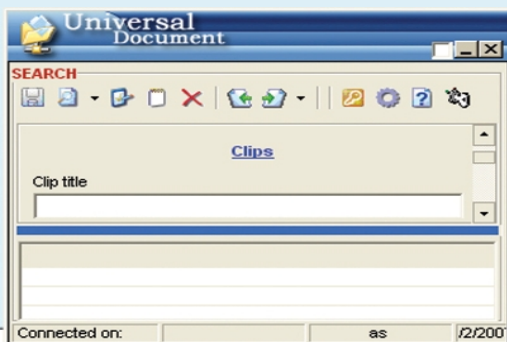 Universal
Document
SEARCH
Clips
Clip title
Connected on: as /2/200